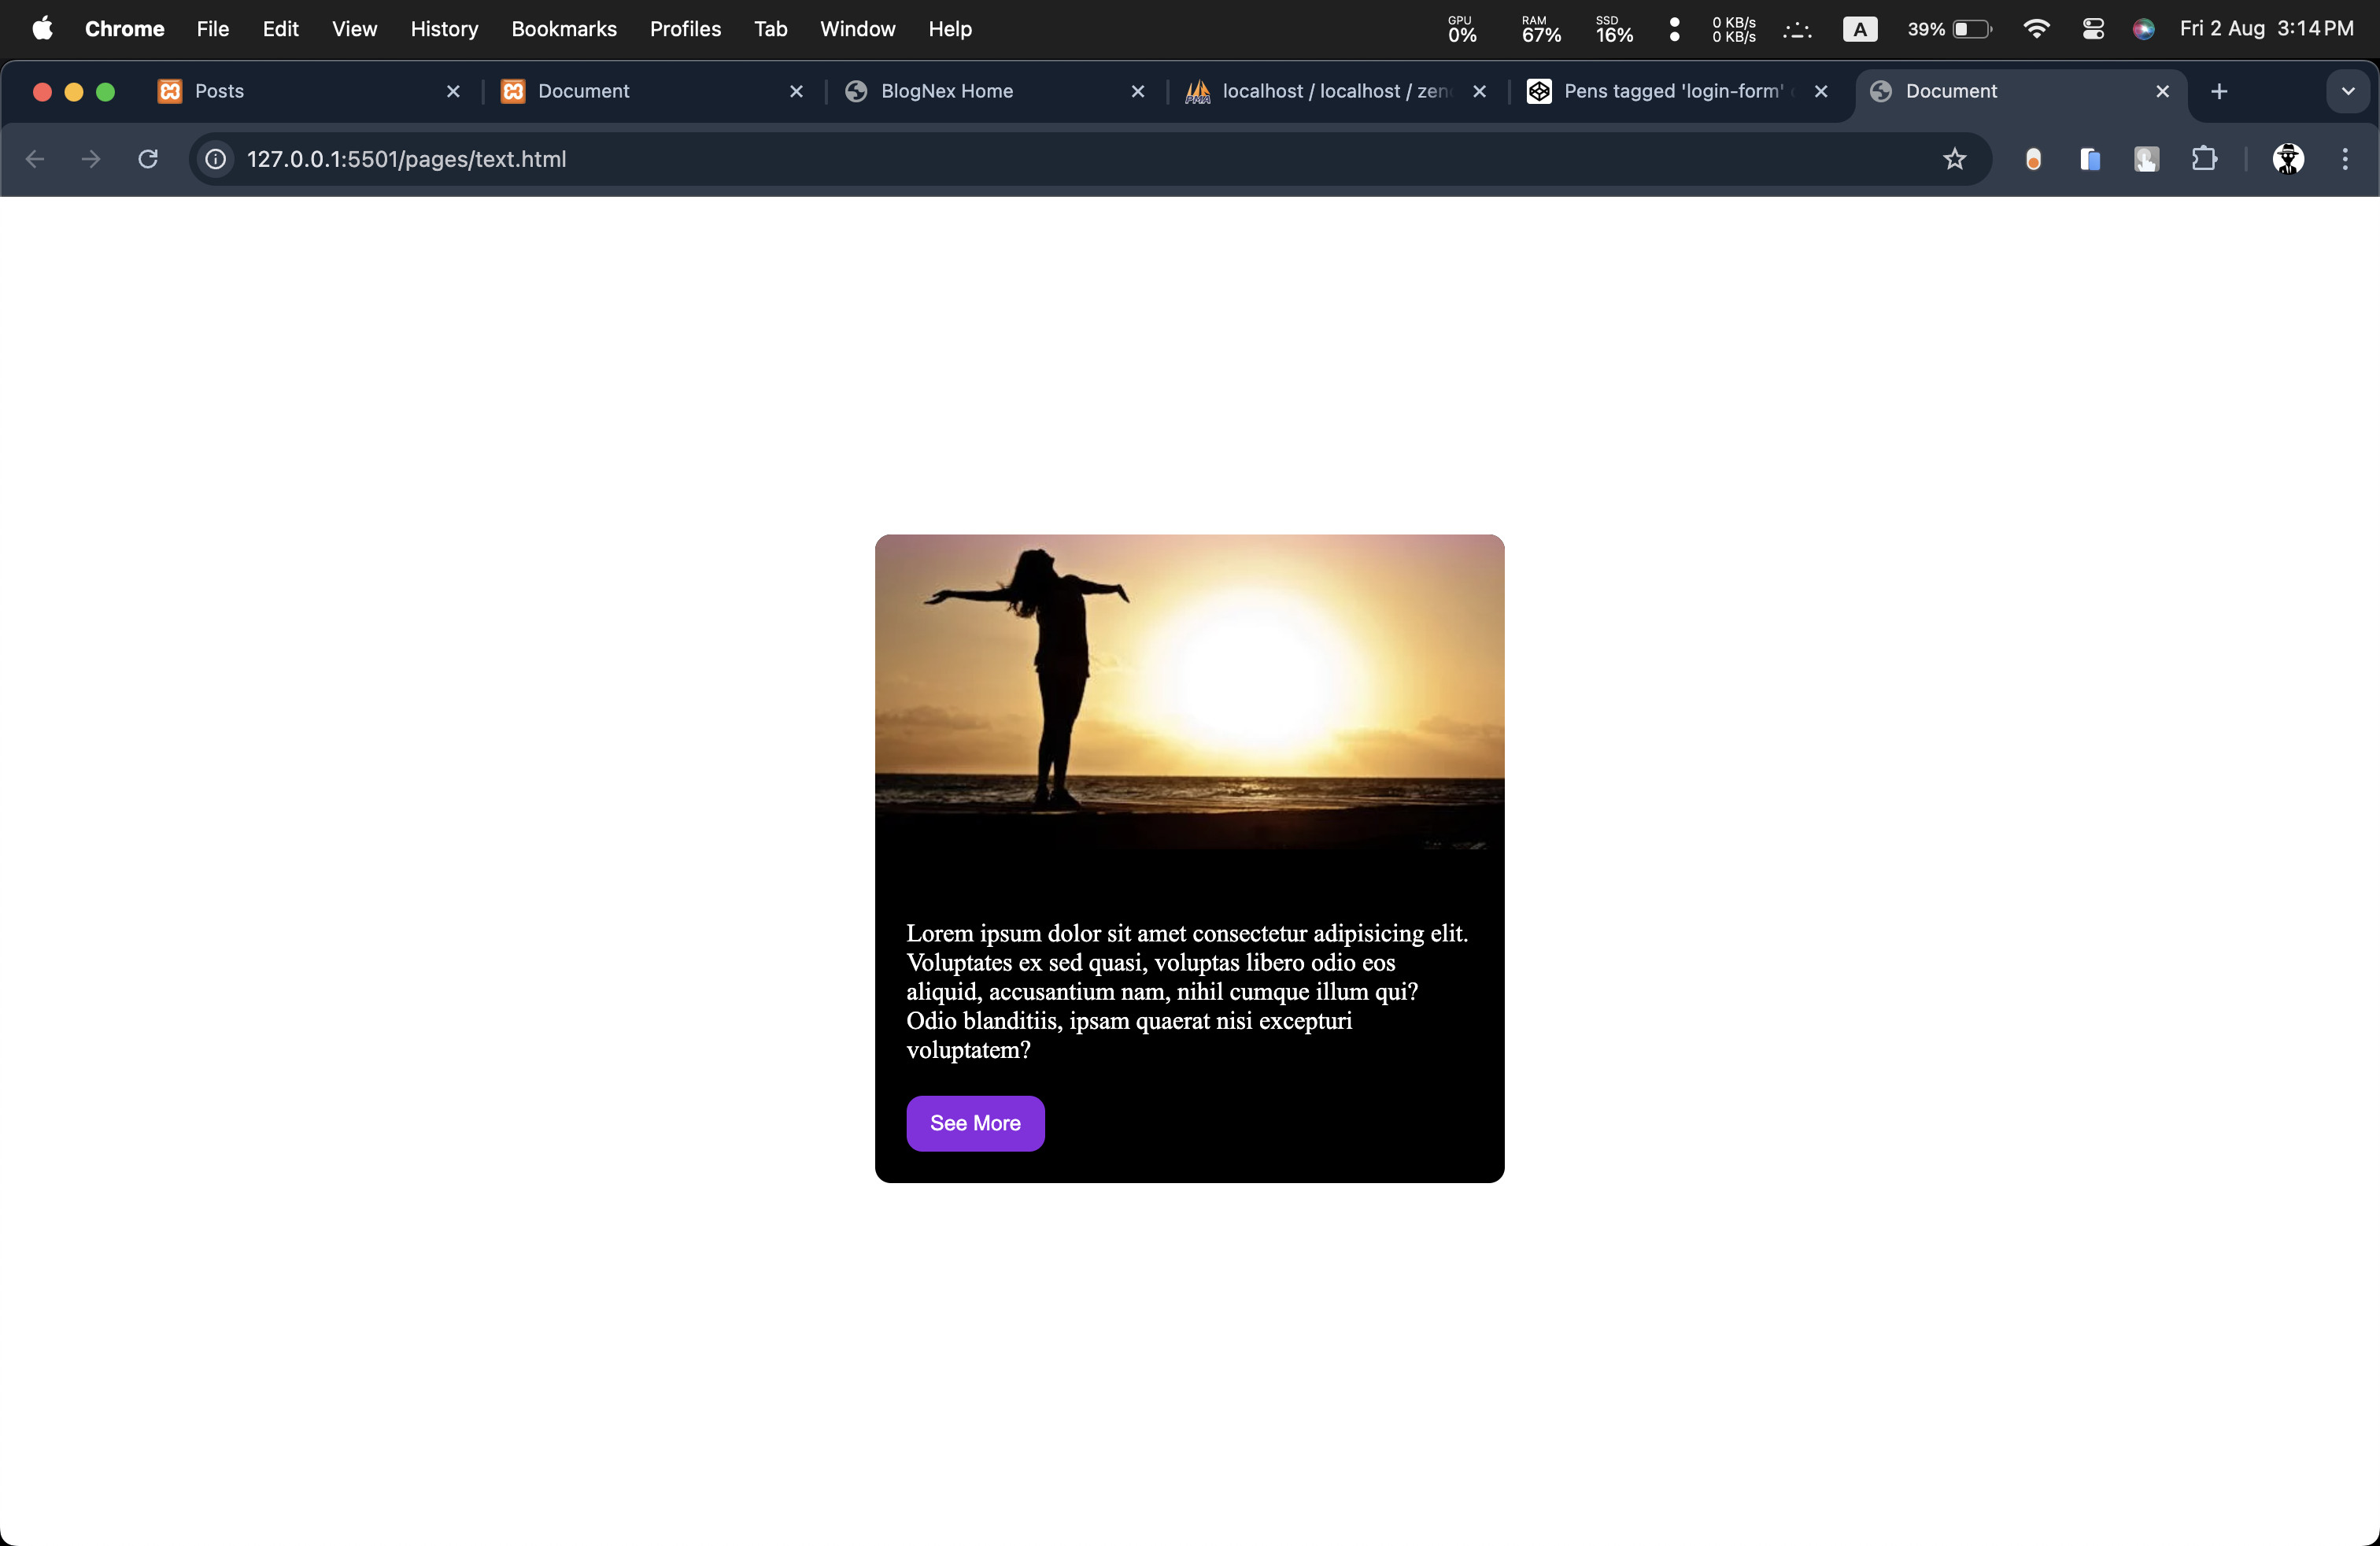 Chrome File Edit View History Bookmarks Profiles Tab Window Help
GPU 0% RAM 67% SSD 16% 0 KB/s 0 KB/s A 39% Fri 2 Aug 3:14 PM
Posts
Document
BlogNex Home
localhost / localhost / zen
Pens tagged 'login-form'
Document
127.0.0.1:5501/pages/text.html
Lorem ipsum dolor sit amet consectetur adipisicing elit.
Voluptates ex sed quasi, voluptas libero odio eos
aliquid, accusantium nam, nihil cumque illum qui?
Odio blanditiis, ipsam quaerat nisi excepturi
voluptatem?
See More